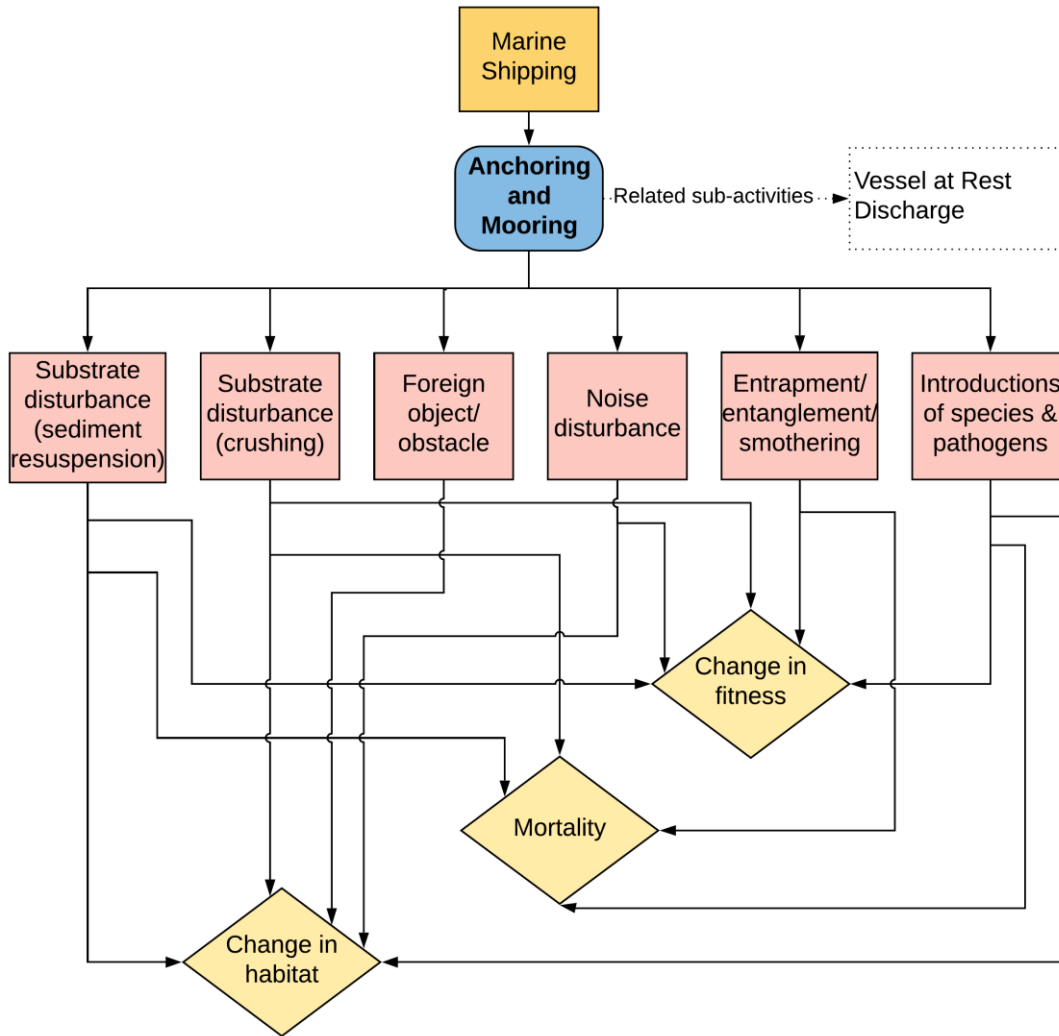 Marine
Shipping
Anchoring
and
Mooring
Related sub-activities
Vessel at Rest
Discharge
Substrate
disturbance
(sediment
resuspension)
Substrate
disturbance
(crushing)
Foreign
object/
obstacle
Noise
disturbance
Entrapment/
entanglement/
smothering
Introductions
of species &
pathogens
Change in
fitness
Mortality
Change in
habitat